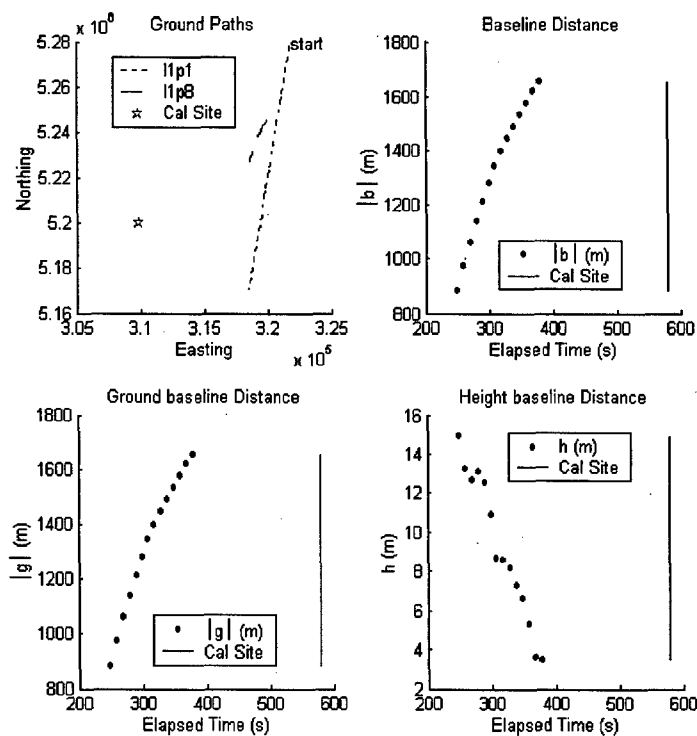 Ground Paths
x 10⁶
5.28
5.26
5.24
5.22
5.2
5.18
5.16
Northing
l1p1
l1p8
Cal Site
start
3.05
3.1
3.15
3.2
3.25
Easting
x 10⁵
Baseline Distance
1800
1600
1400
1200
1000
800
|b| (m)
|b| (m)
Cal Site
200
300
400
500
600
Elapsed Time (s)
Ground baseline Distance
1800
1600
1400
1200
1000
800
|g| (m)
|g| (m)
Cal Site
200
300
400
500
600
Elapsed Time (s)
Height baseline Distance
16
14
12
10
8
6
4
2
h (m)
h (m)
Cal Site
200
300
400
500
600
Elapsed Time (s)